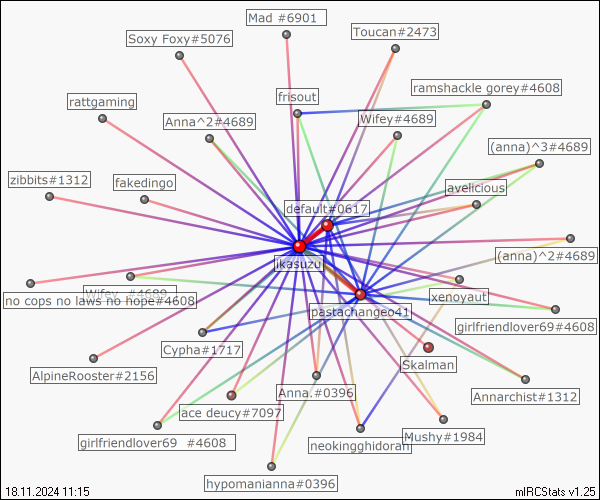 Mad #6901
Toucan#2473
Soxy Foxy#5076
ramshackle gorey#4608
frisout
rattgaming
Anna^2#4689
Wifey#4689
(anna)^3#4689
zibbits#1312
fakedingo
avelicious
default#0617
ikasuzu
(anna)^2#4689
Wifey #4689
no cops no laws no hope#4608
xenoyaut
pastachangeo41
girlfriendlover69#4608
Cypha#1717
Skalman
AlpineRooster#2156
Anna.#0396
Annarchist#1312
ace deucy#7097
girlfriendlover69 #4608
neokingghidorah
Mushy#1984
hypomanianna#0396
18.11.2024 11:15
mIRCStats v1.25